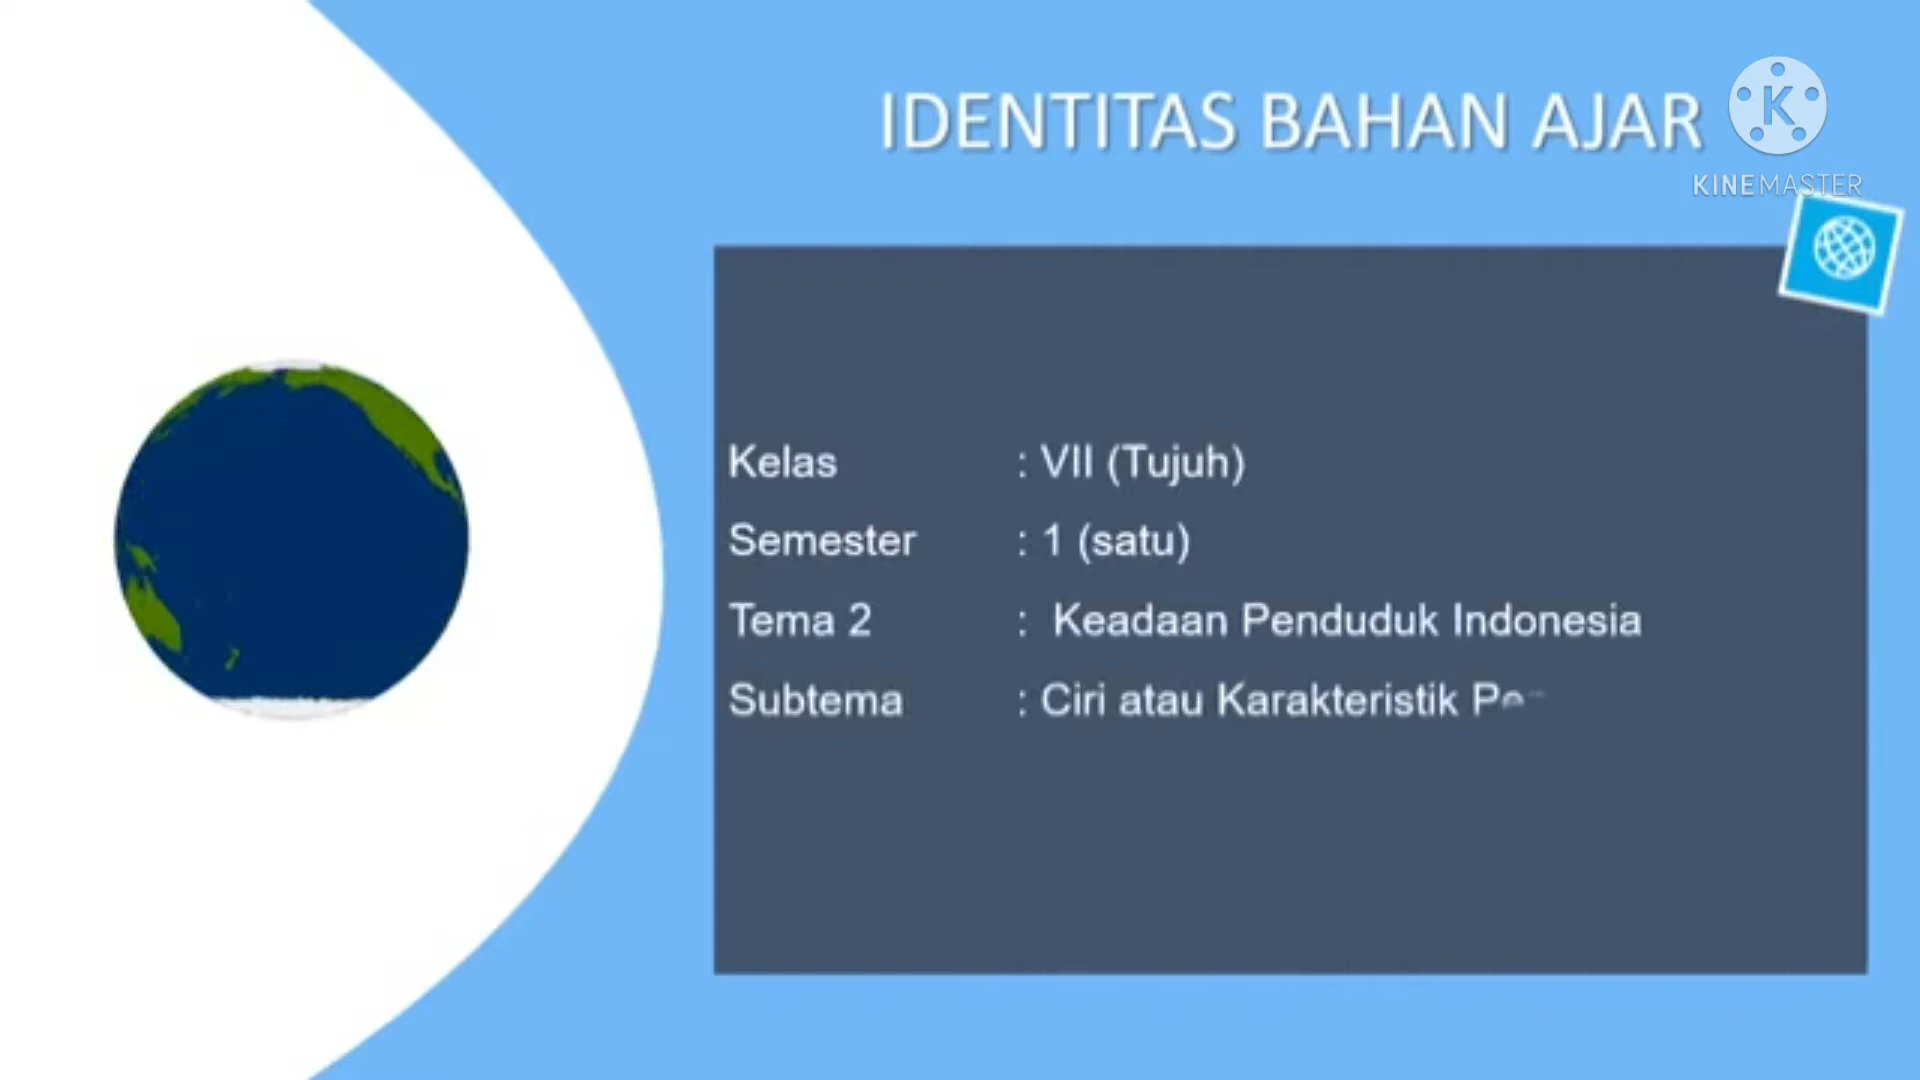 IDENTITAS BAHAN AJAR
K
KINEMASTER
Kelas : VII (Tujuh)
Semester : 1 (satu)
Tema 2 : Keadaan Penduduk Indonesia
Subtema : Ciri atau Karakteristik